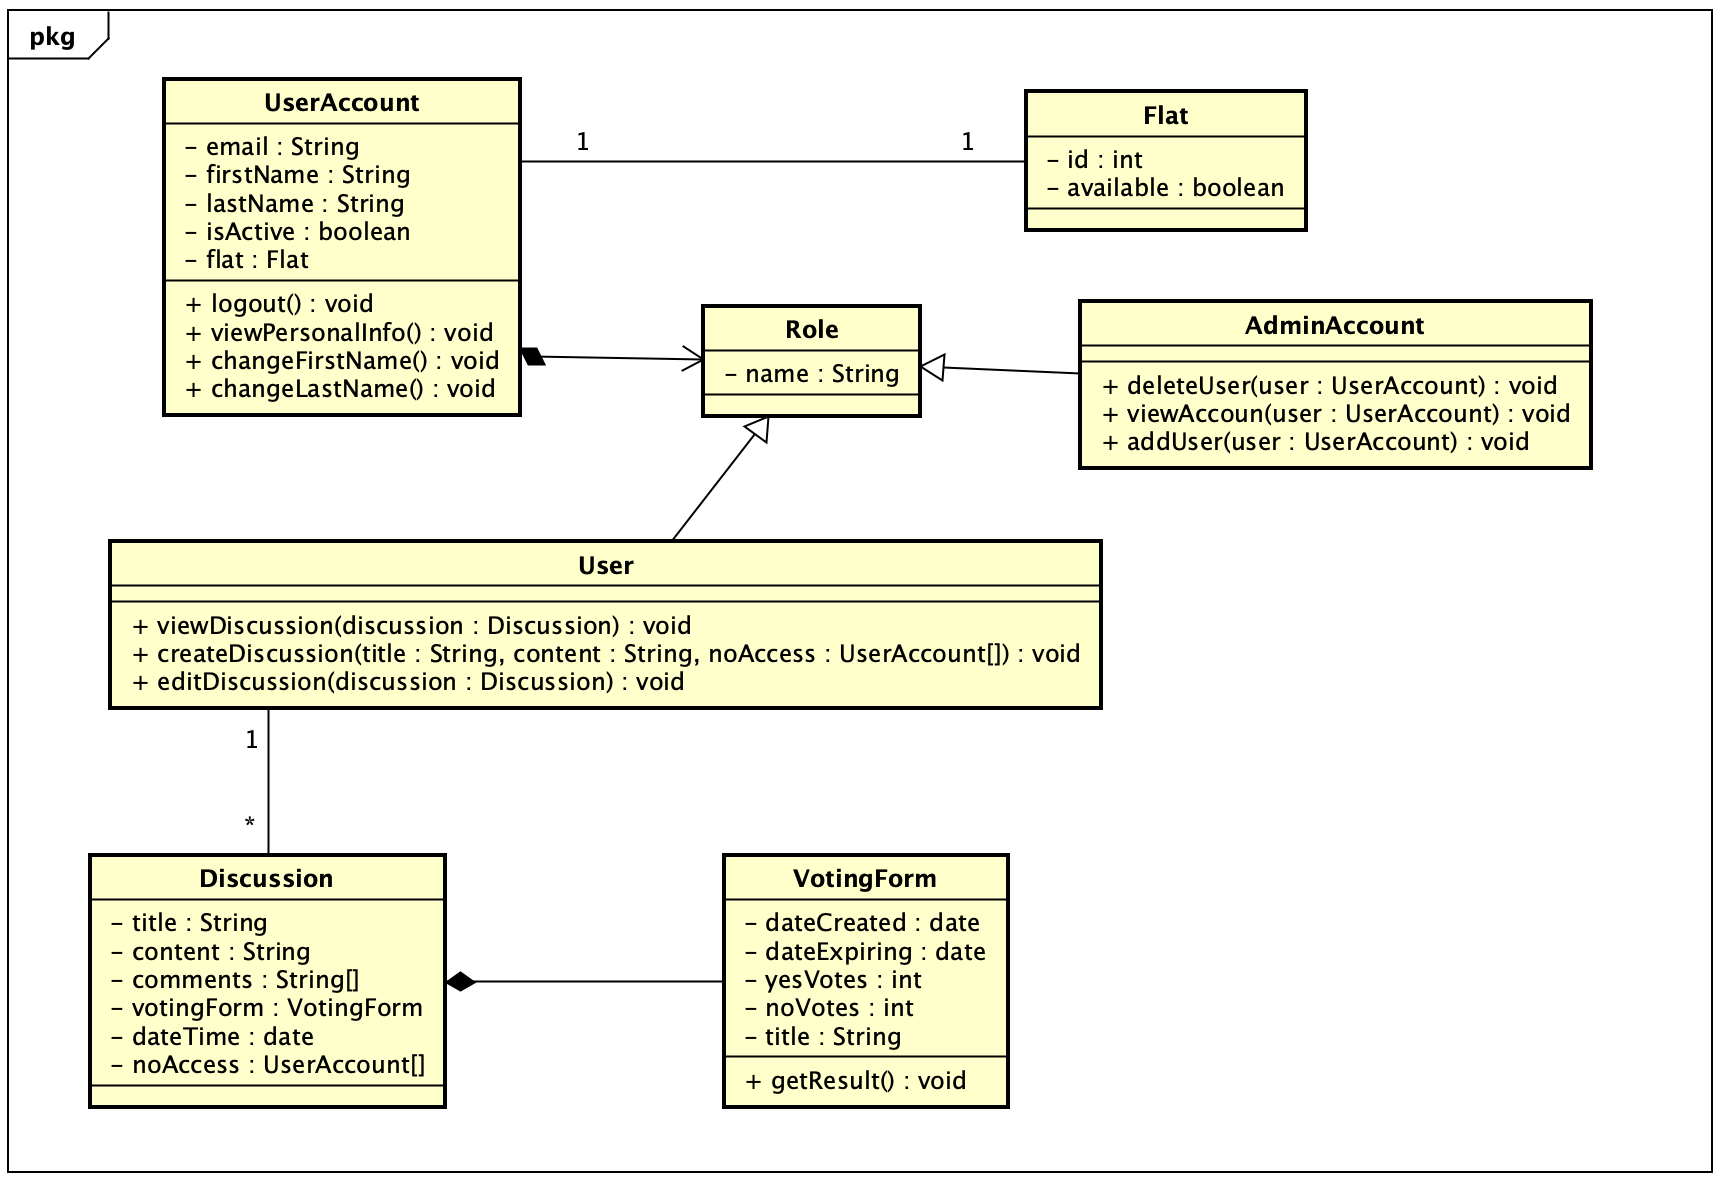 pkg
UserAccount
- email : String
- firstName : String
- lastName : String
- isActive : boolean
- flat : Flat
+ logout() : void
+ viewPersonalInfo() : void
+ changeFirstName() : void
+ changeLastName() : void
1
1
Flat
- id : int
- available : boolean
Role
- name : String
AdminAccount
+ deleteUser(user : UserAccount) : void
+ viewAccoun(user : UserAccount) : void
+ addUser(user : UserAccount) : void
User
+ viewDiscussion(discussion : Discussion) : void
+ createDiscussion(title : String, content : String, noAccess : UserAccount[]) : void
+ editDiscussion(discussion : Discussion) : void
1
*
Discussion
- title : String
- content : String
- comments : String[]
- votingForm : VotingForm
- dateTime : date
- noAccess : UserAccount[]
VotingForm
- dateCreated : date
- dateExpiring : date
- yesVotes : int
- noVotes : int
- title : String
+ getResult() : void